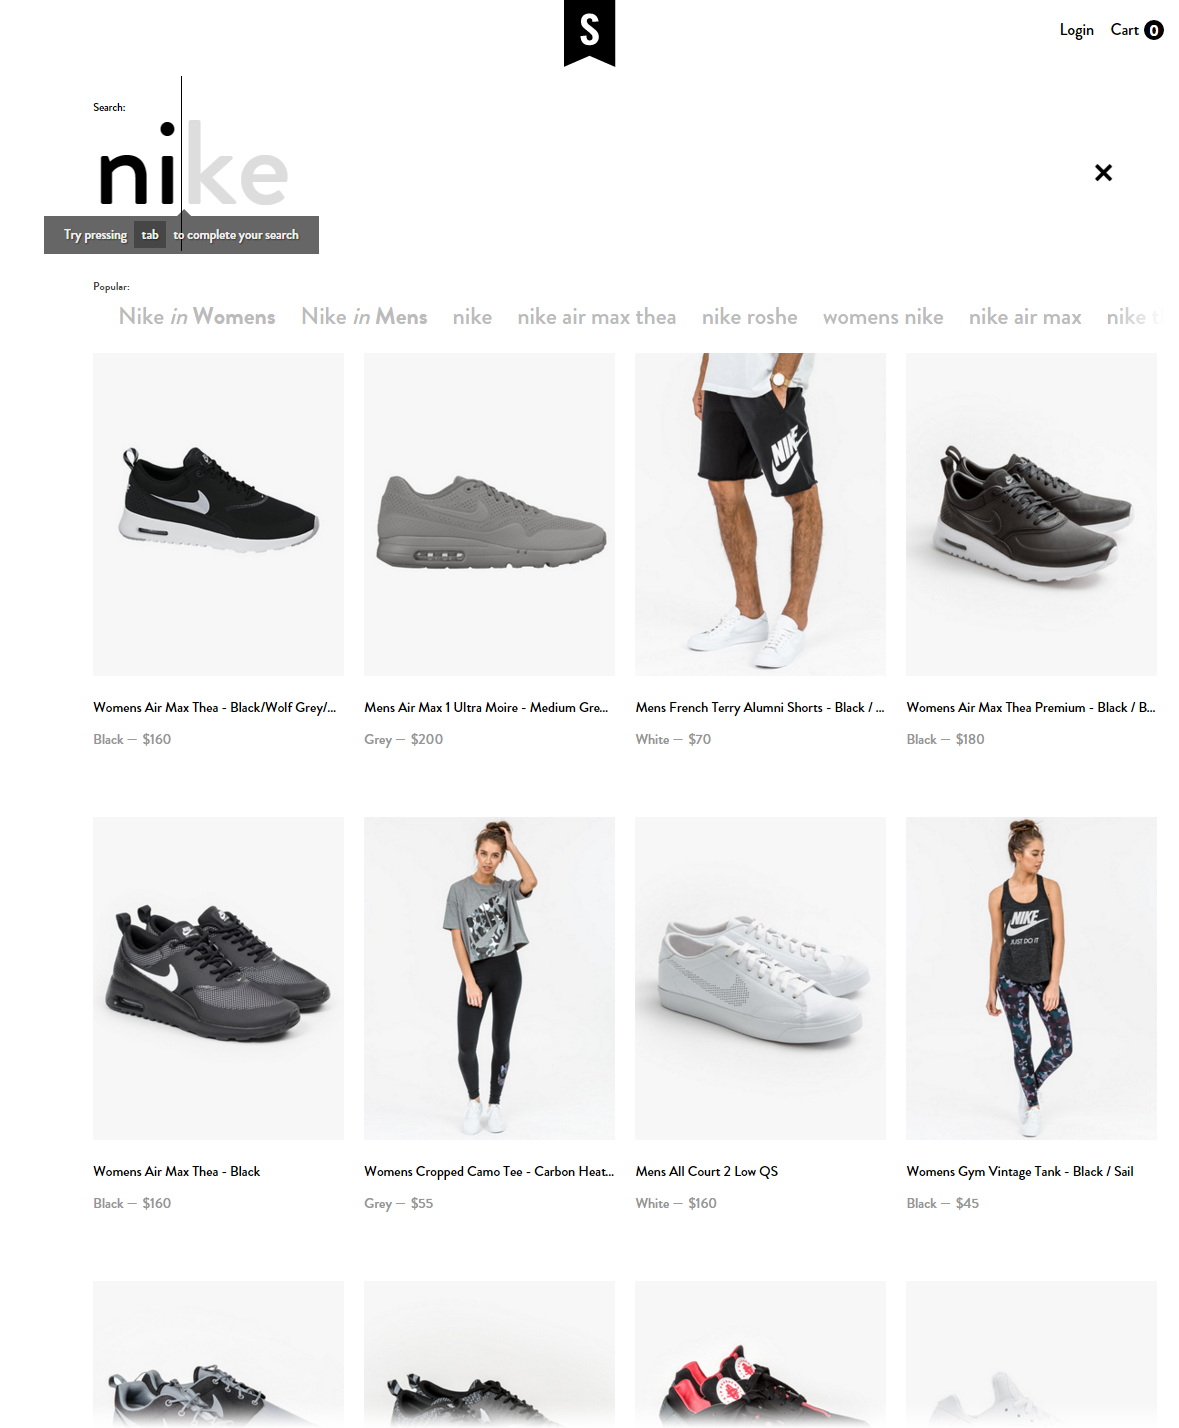 S
Login Cart 0
Search:
nike
Try pressing tab to complete your search
Popular:
Nike in Womens Nike in Mens nike nike air max thea nike roshe womens nike nike air max nike
NIKE
Womens Air Max Thea - Black/Wolf Grey/... Mens Air Max 1 Ultra Moire - Medium Gre... Mens French Terry Alumni Shorts - Black / ... Womens Air Max Thea Premium - Black / B...
Black — $160 Grey — $200 White — $70 Black — $180
NIKE
JUST DO IT
Womens Air Max Thea - Black Womens Cropped Camo Tee - Carbon Heat... Mens All Court 2 Low QS Womens Gym Vintage Tank - Black / Sail
Black — $160 Grey — $55 White — $160 Black — $45